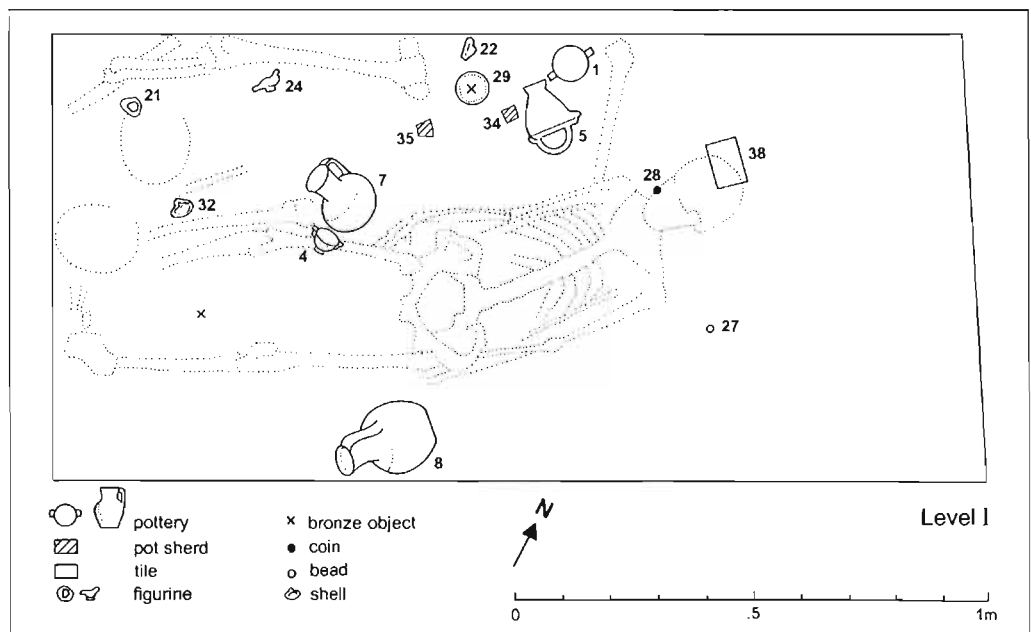 22
1
29
24
21
34
35
5
38
7
28
32
4
27
8
N
Level I
pottery
pot sherd
tile
figurine
× bronze object
coin
bead
shell
0 .5 1m